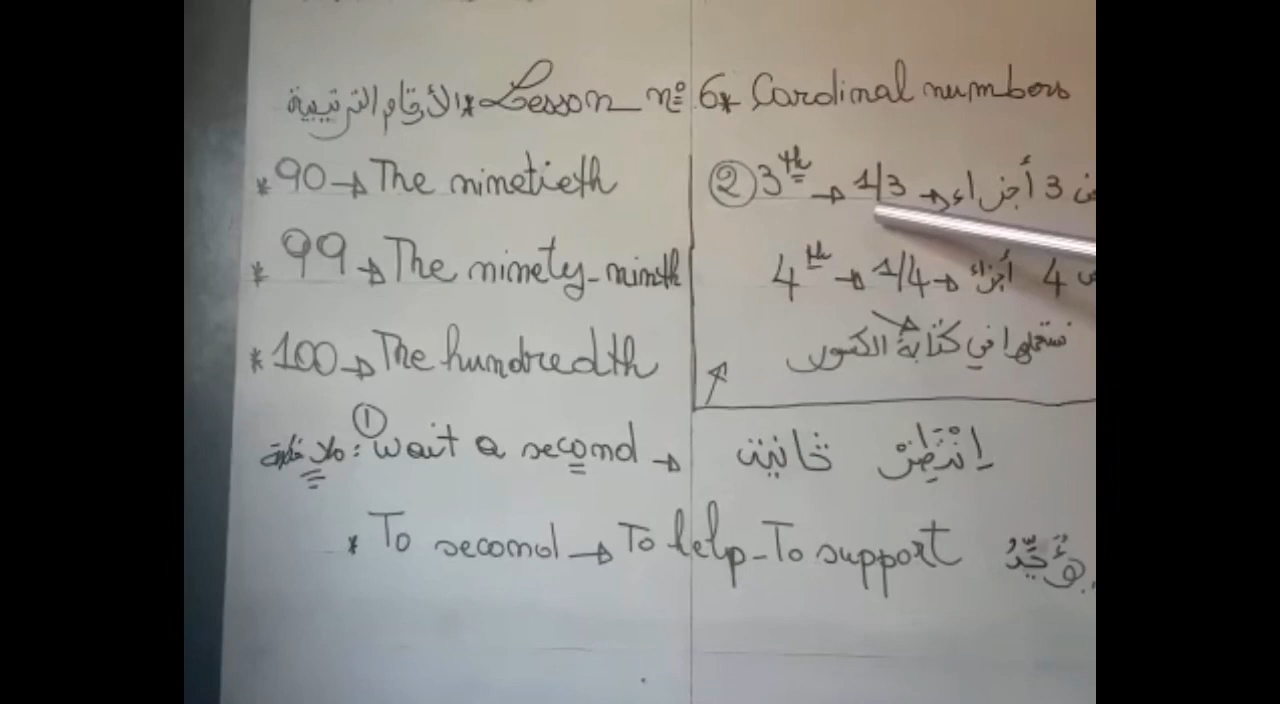 الأرقام الترتيبية * Lesson nº 6 * Cardinal numbers
* 90 → The ninetieth
* 99 → The ninety-ninth
* 100 → The hundredth
② 3th → 1/3 → 3 أجزاء
4th → 1/4 → 4 أجزاء
نستعملها في كتابة الكسور
ملاحظة : ① Wait a second → انتظر ثانية
* To second → To help - To support يؤيد